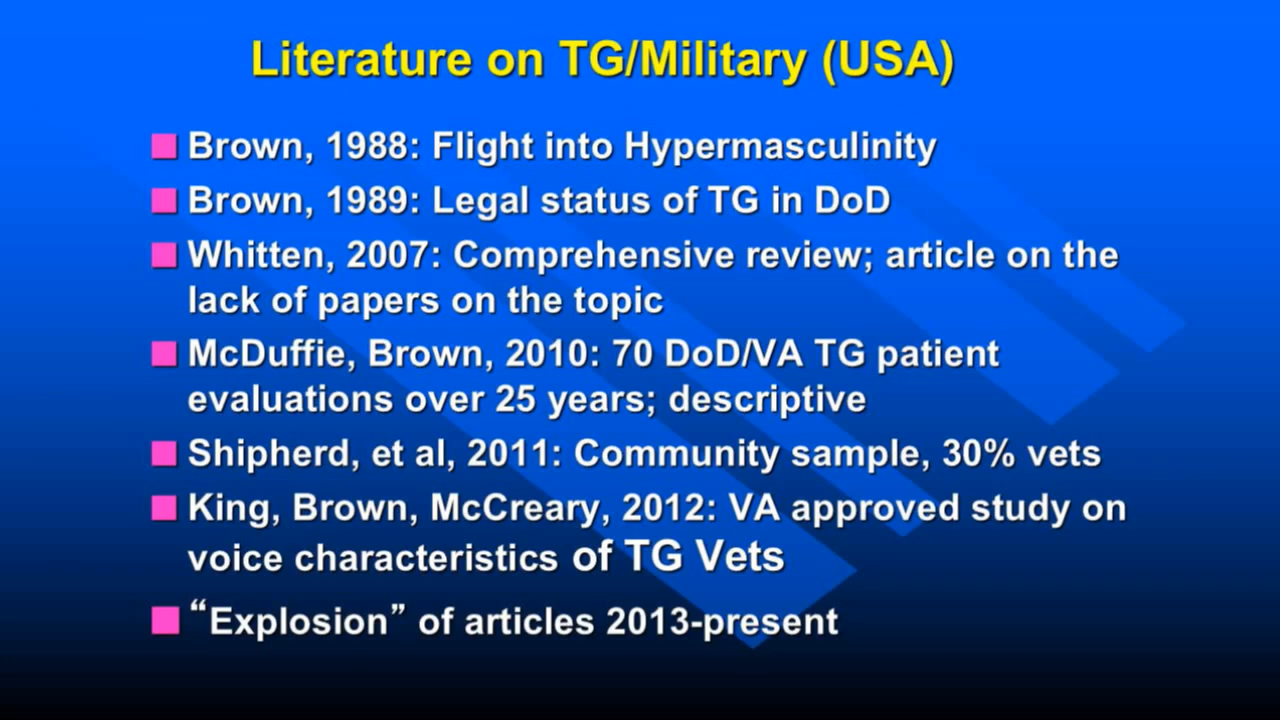 Literature on TG/Military (USA)
Brown, 1988: Flight into Hypermasculinity
Brown, 1989: Legal status of TG in DoD
Whitten, 2007: Comprehensive review; article on the
lack of papers on the topic
McDuffie, Brown, 2010: 70 DoD/VA TG patient
evaluations over 25 years; descriptive
Shipherd, et al, 2011: Community sample, 30% vets
King, Brown, McCreary, 2012: VA approved study on
voice characteristics of TG Vets
“Explosion” of articles 2013-present